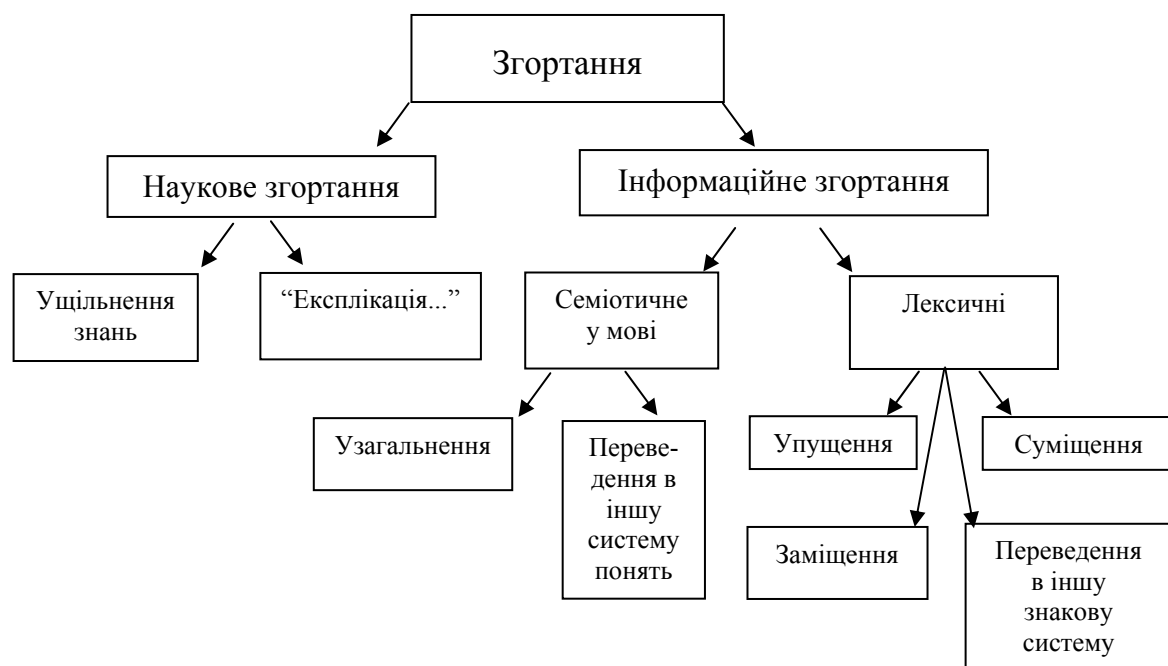 Згортання
Наукове згортання
Інформаційне згортання
Ущільнення
знань
“Експлікація...”
Семіотичне
у мові
Лексичні
Узагальнення
Переве-
дення в
іншу
систему
понять
Упущення
Суміщення
Заміщення
Переведення
в іншу
знакову
систему